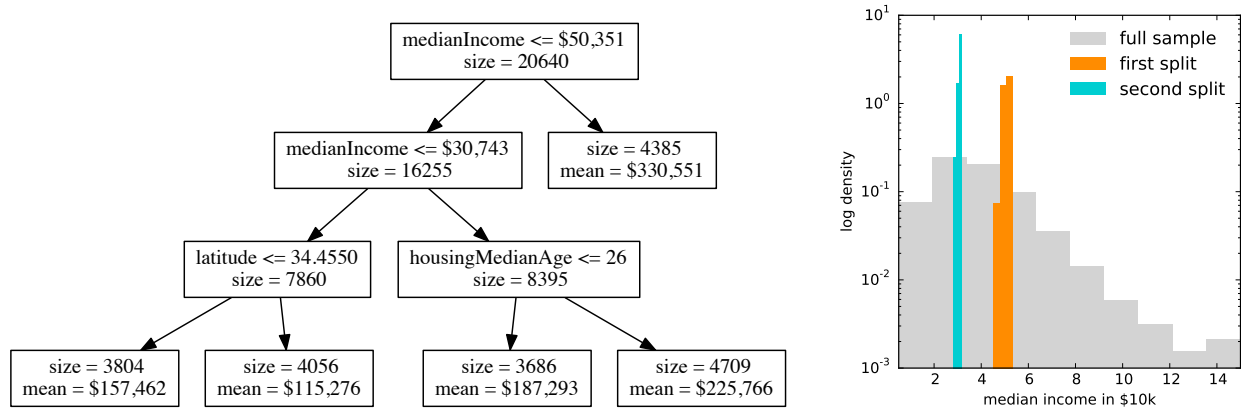 medianIncome <= $50,351
size = 20640
medianIncome <= $30,743
size = 16255
size = 4385
mean = $330,551
latitude <= 34.4550
size = 7860
housingMedianAge <= 26
size = 8395
size = 3804
mean = $157,462
size = 4056
mean = $115,276
size = 3686
mean = $187,293
size = 4709
mean = $225,766
full sample
first split
second split
log density
10^1
10^0
10^-1
10^-2
10^-3
2 4 6 8 10 12 14
median income in $10k